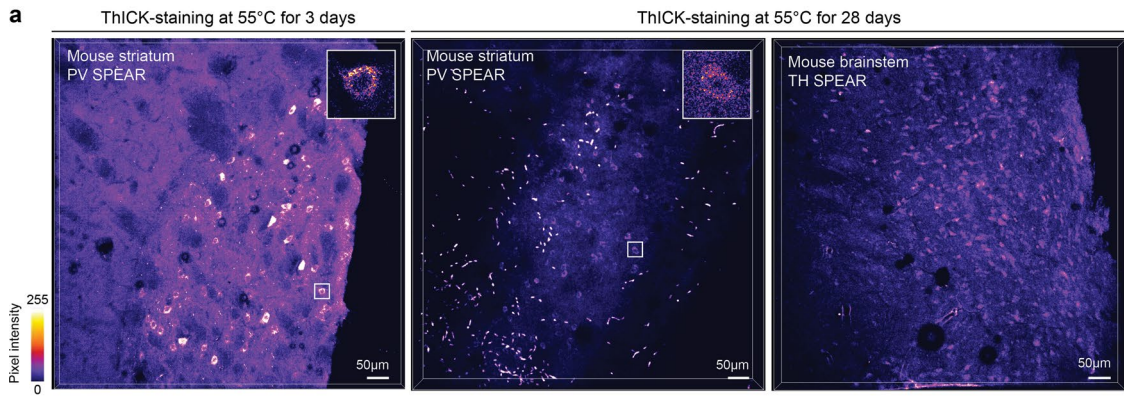 a
ThICK-staining at 55°C for 3 days
ThICK-staining at 55°C for 28 days
Mouse striatum
PV SPEAR
Mouse striatum
PV SPEAR
Mouse brainstem
TH SPEAR
255
Pixel intensity
0
50µm
50µm
50µm